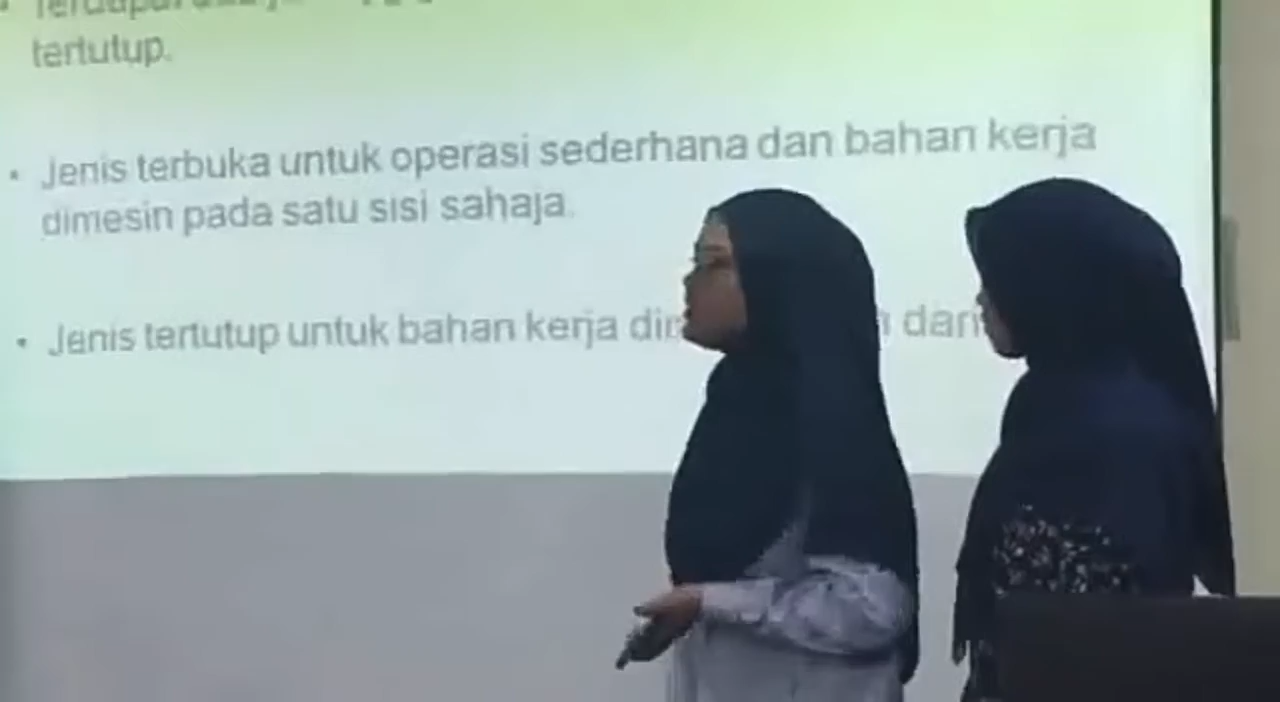 tertutup.
• Jenis terbuka untuk operasi sederhana dan bahan kerja
dimesin pada satu sisi sahaja.
• Jenis tertutup untuk bahan kerja